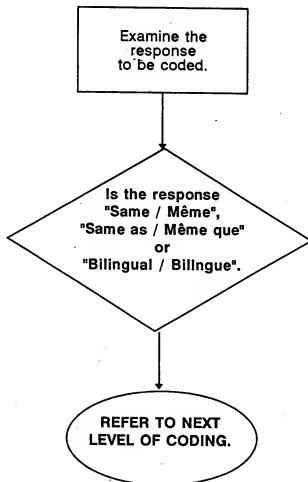 Examine the
response
to be coded.
Is the response
"Same / Même",
"Same as / Même que"
or
"Bilingual / Bilingue".
REFER TO NEXT
LEVEL OF CODING.